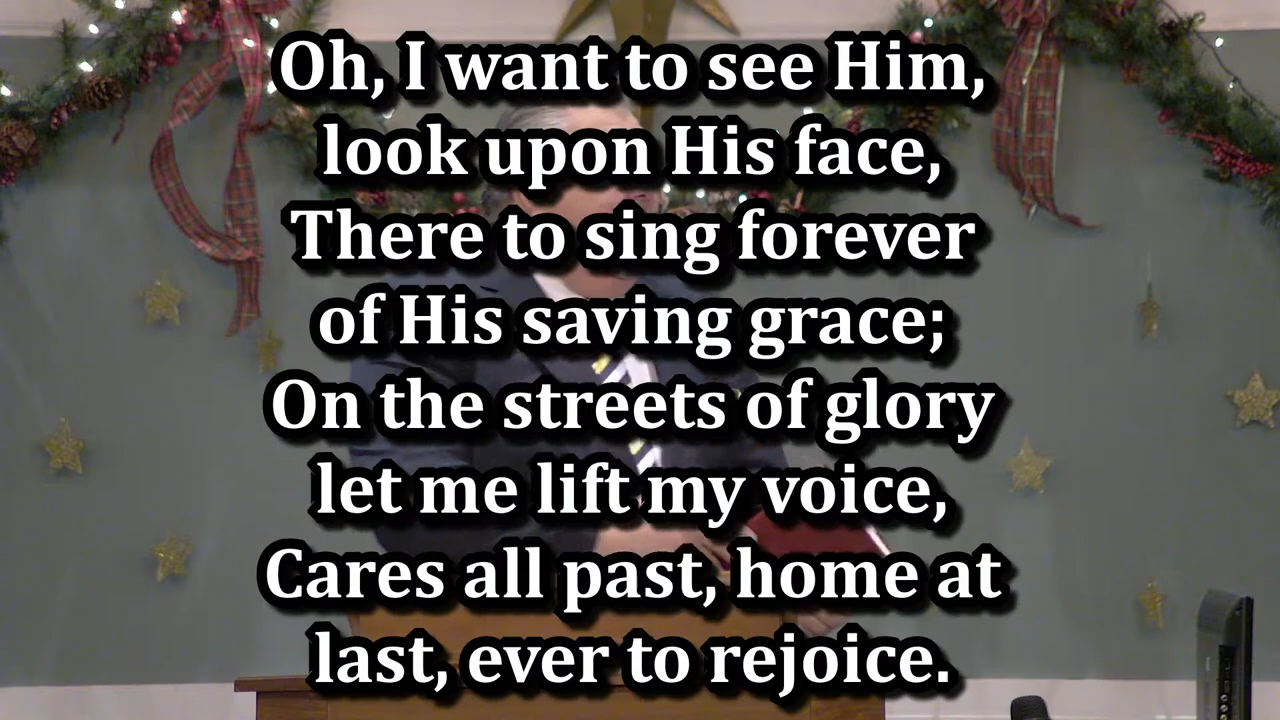 Oh, I want to see Him,
look upon His face,
There to sing forever
of His saving grace;
On the streets of glory
let me lift my voice,
Cares all past, home at
last, ever to rejoice.